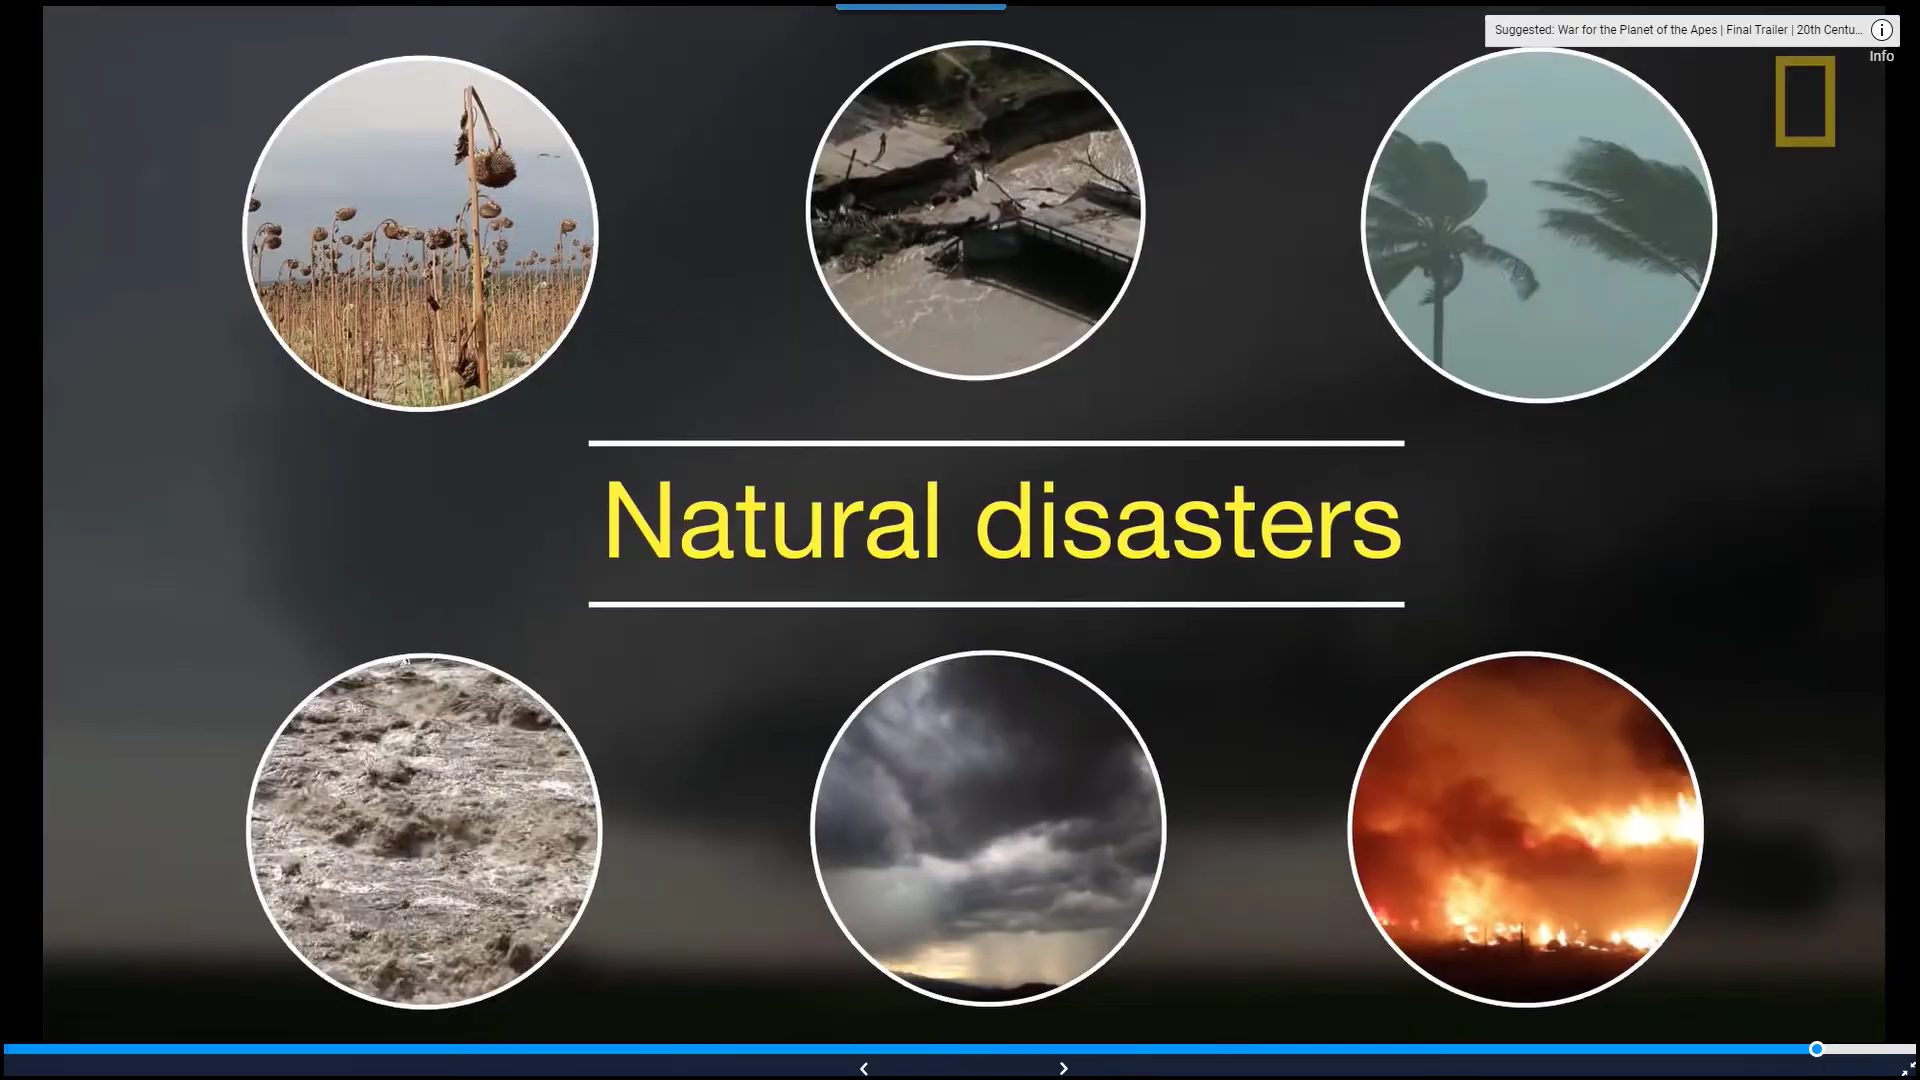 Suggested: War for the Planet of the Apes | Final Trailer | 20th Centu...
Info
Natural disasters